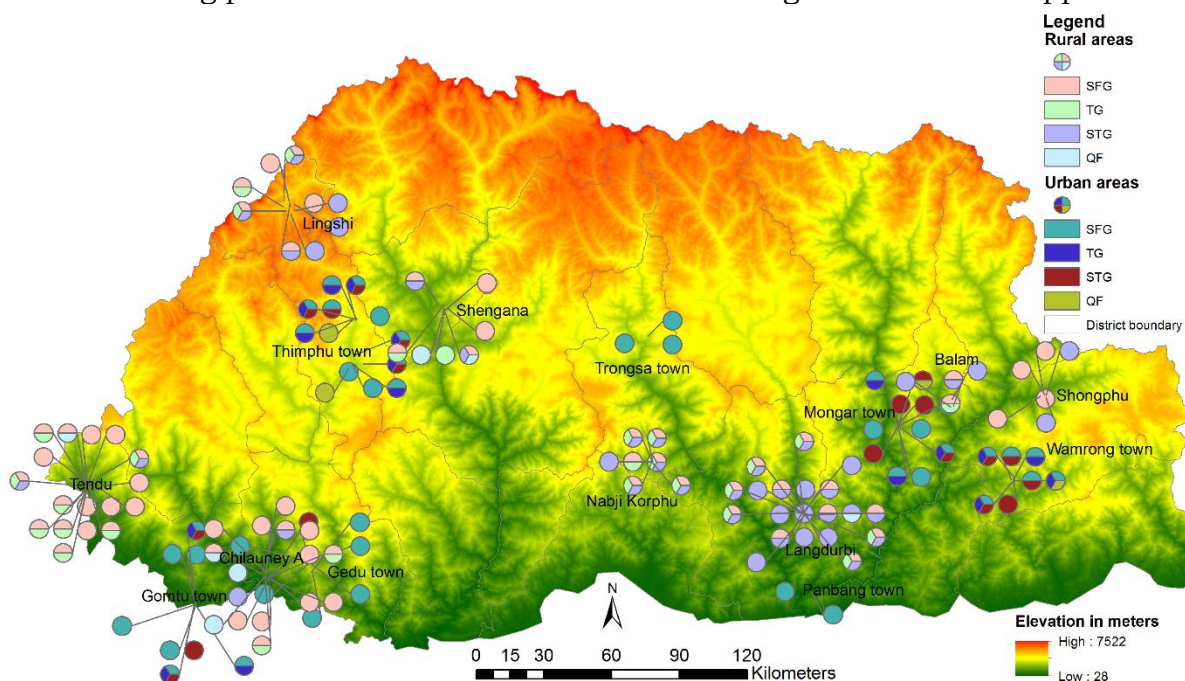 Legend
Rural areas
SFG
TG
STG
QF
Urban areas
SFG
TG
STG
QF
District boundary
Lingshi
Shengana
Thimphu town
Trongsa town
Balam
Mongar town
Shongphu
Wamrong town
Tendu
Nabji Korphu
Langdurbi
Chilauney A
Gedu town
Gomtu town
Panbang town
N
0 15 30 60 90 120
Kilometers
Elevation in meters
High : 7522
Low : 28